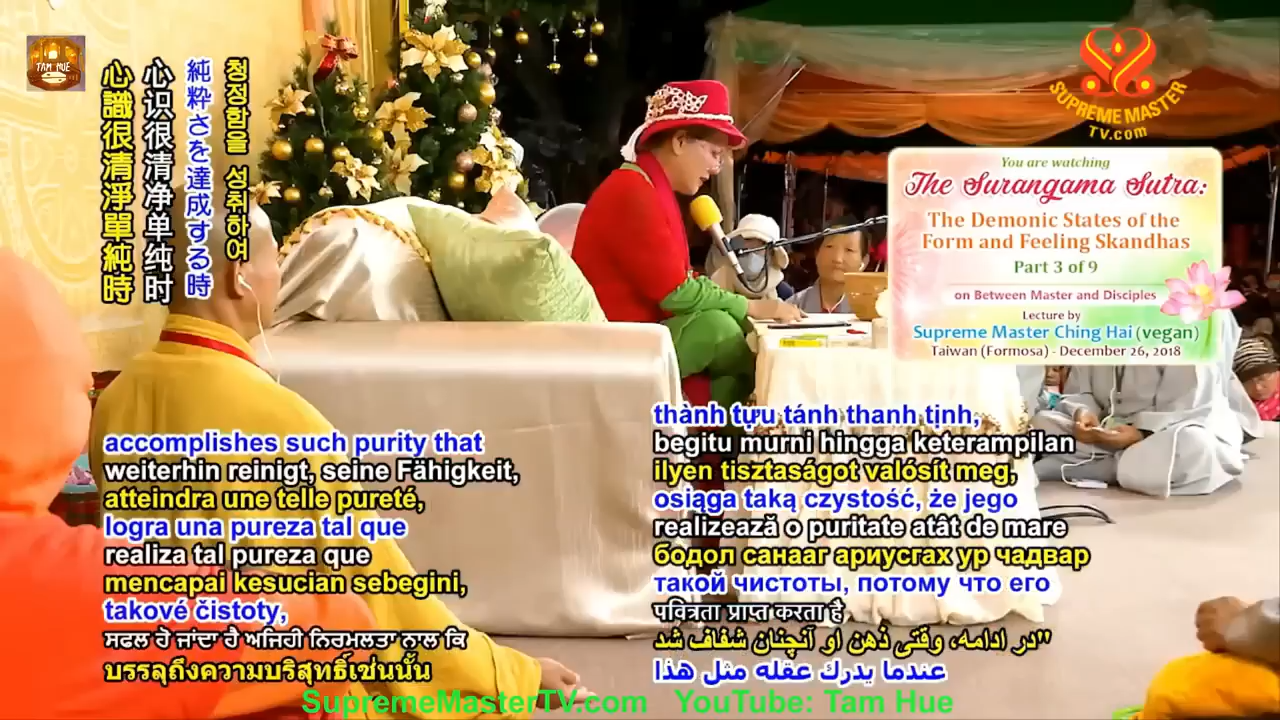 TAM HUE
心識很清淨單純時
心识很清净单纯时
純粋さを達成する時
청정함을 성취하여
SUPREME MASTER
TV.com
You are watching
The Surangama Sutra:
The Demonic States of the
Form and Feeling Skandhas
Part 3 of 9
on Between Master and Disciples
Lecture by
Supreme Master Ching Hai (vegan)
Taiwan (Formosa) - December 26, 2018
accomplishes such purity that
weiterhin reinigt, seine Fähigkeit,
atteindra une telle pureté,
logra una pureza tal que
realiza tal pureza que
mencapai kesucian sebegini,
takové čistoty,
ਸਫਲ ਹੋ ਜਾਂਦਾ ਹੈ ਅਜਿਹੀ ਨਿਰਮਲਤਾ ਨਾਲ ਕਿ
บรรลุถึงความบริสุทธิ์เช่นนั้น
thành tựu tánh thanh tịnh,
begitu murni hingga keterampilan
ilyen tisztaságot valósít meg,
osiąga taką czystość, że jego
realizează o puritate atât de mare
бодол санааг ариусгах ур чадвар
такой чистоты, потому что его
पवित्रता प्राप्त करता है
"در ادامه، وقتی ذهن او آنچنان شفاف شد
عندما يدرك عقله مثل هذا
SupremeMasterTV.com YouTube: Tam Hue